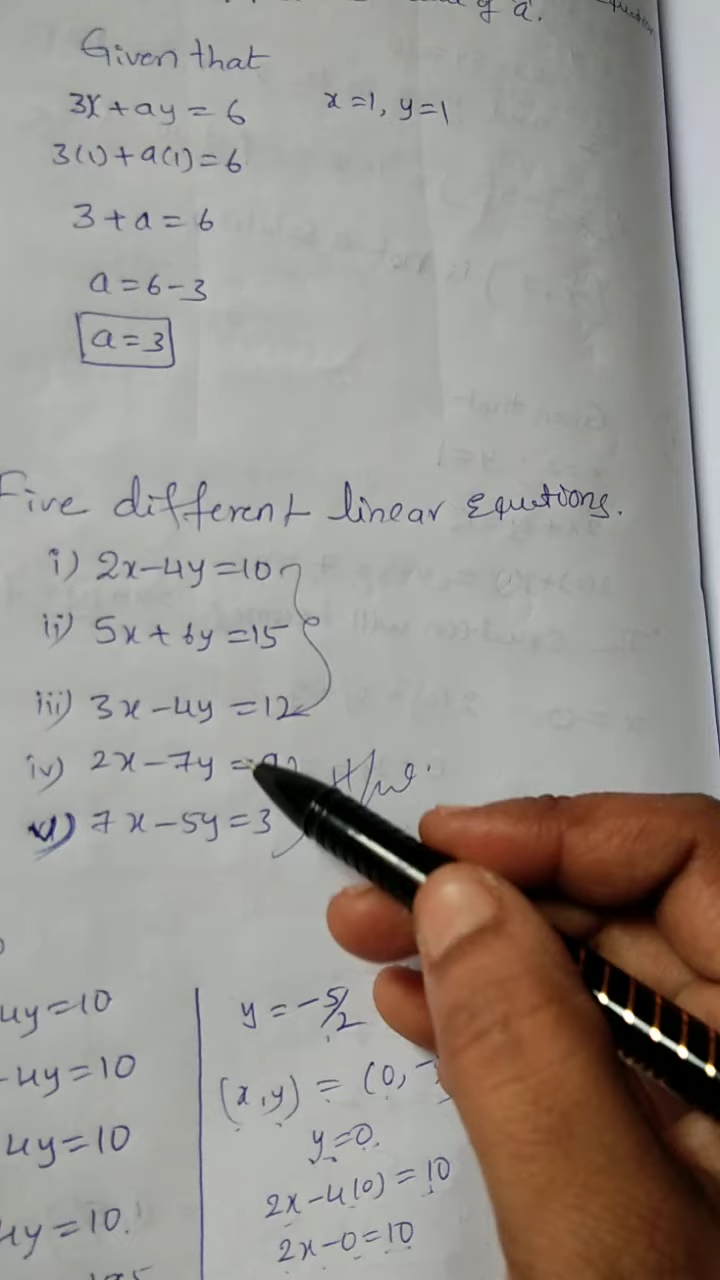 of a.
Given that
3x + ay = 6 x = 1, y = 1
3(1) + a(1) = 6
3 + a = 6
a = 6 - 3
a = 3
Five different linear Equtions.
i) 2x - 4y = 10
ii) 5x + 6y = 15
iii) 3x - 4y = 12
iv) 2x - 7y =
v) 7x - 5y = 3
4y = 10
- 4y = 10
4y = 10
4y = 10.
y = -5/2
(x, y) = (0, -
y = 0.
2x - 4(0) = 10
2x - 0 = 10